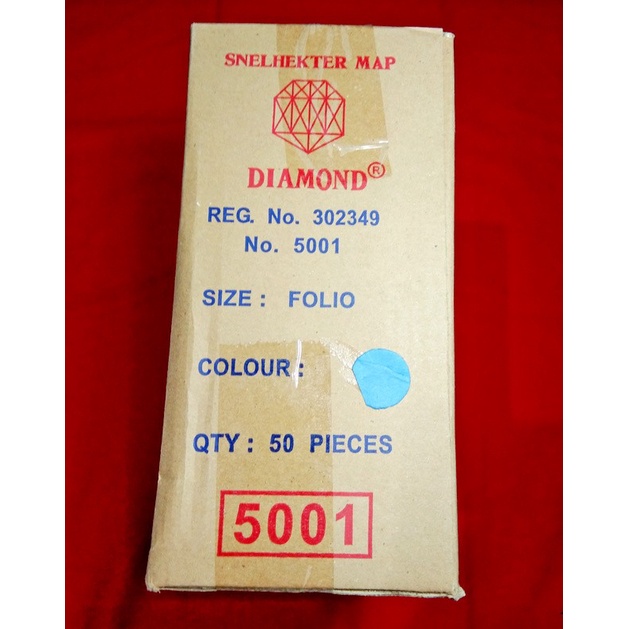 SNELHEKTER MAP
DIAMOND®
REG. No. 302349
No. 5001
SIZE : FOLIO
COLOUR :
QTY : 50 PIECES
5001